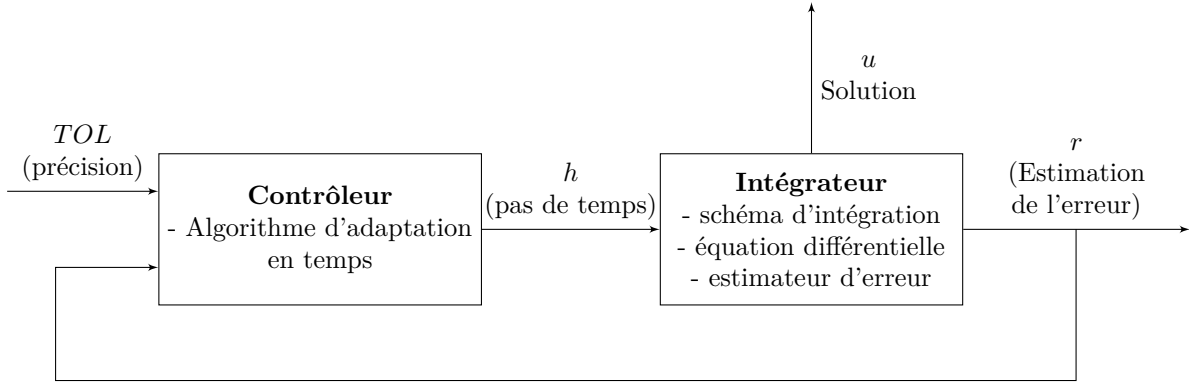 TOL
(précision)
Contrôleur
- Algorithme d'adaptation
en temps
h
(pas de temps)
Intégrateur
- schéma d'intégration
- équation différentielle
- estimateur d'erreur
u
Solution
r
(Estimation
de l'erreur)